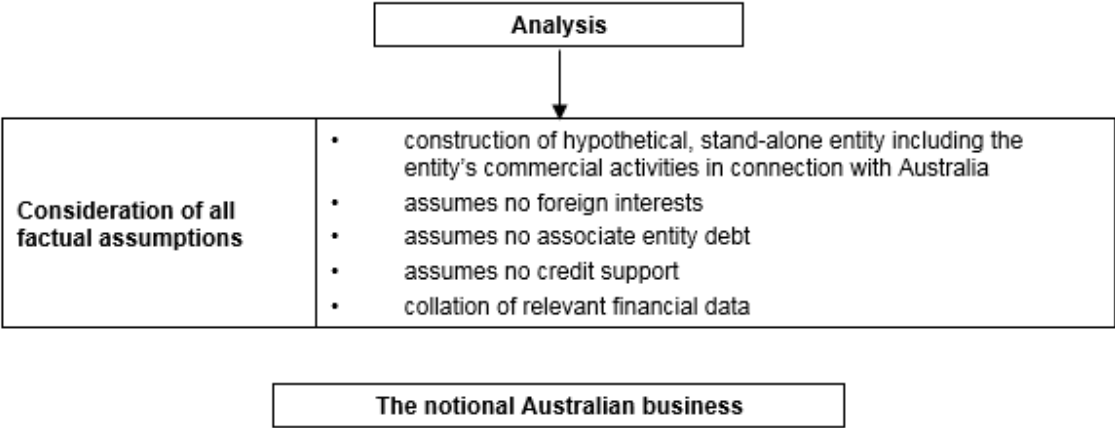 Analysis
Consideration of all
factual assumptions
• construction of hypothetical, stand-alone entity including the
entity's commercial activities in connection with Australia
• assumes no foreign interests
• assumes no associate entity debt
• assumes no credit support
• collation of relevant financial data
The notional Australian business